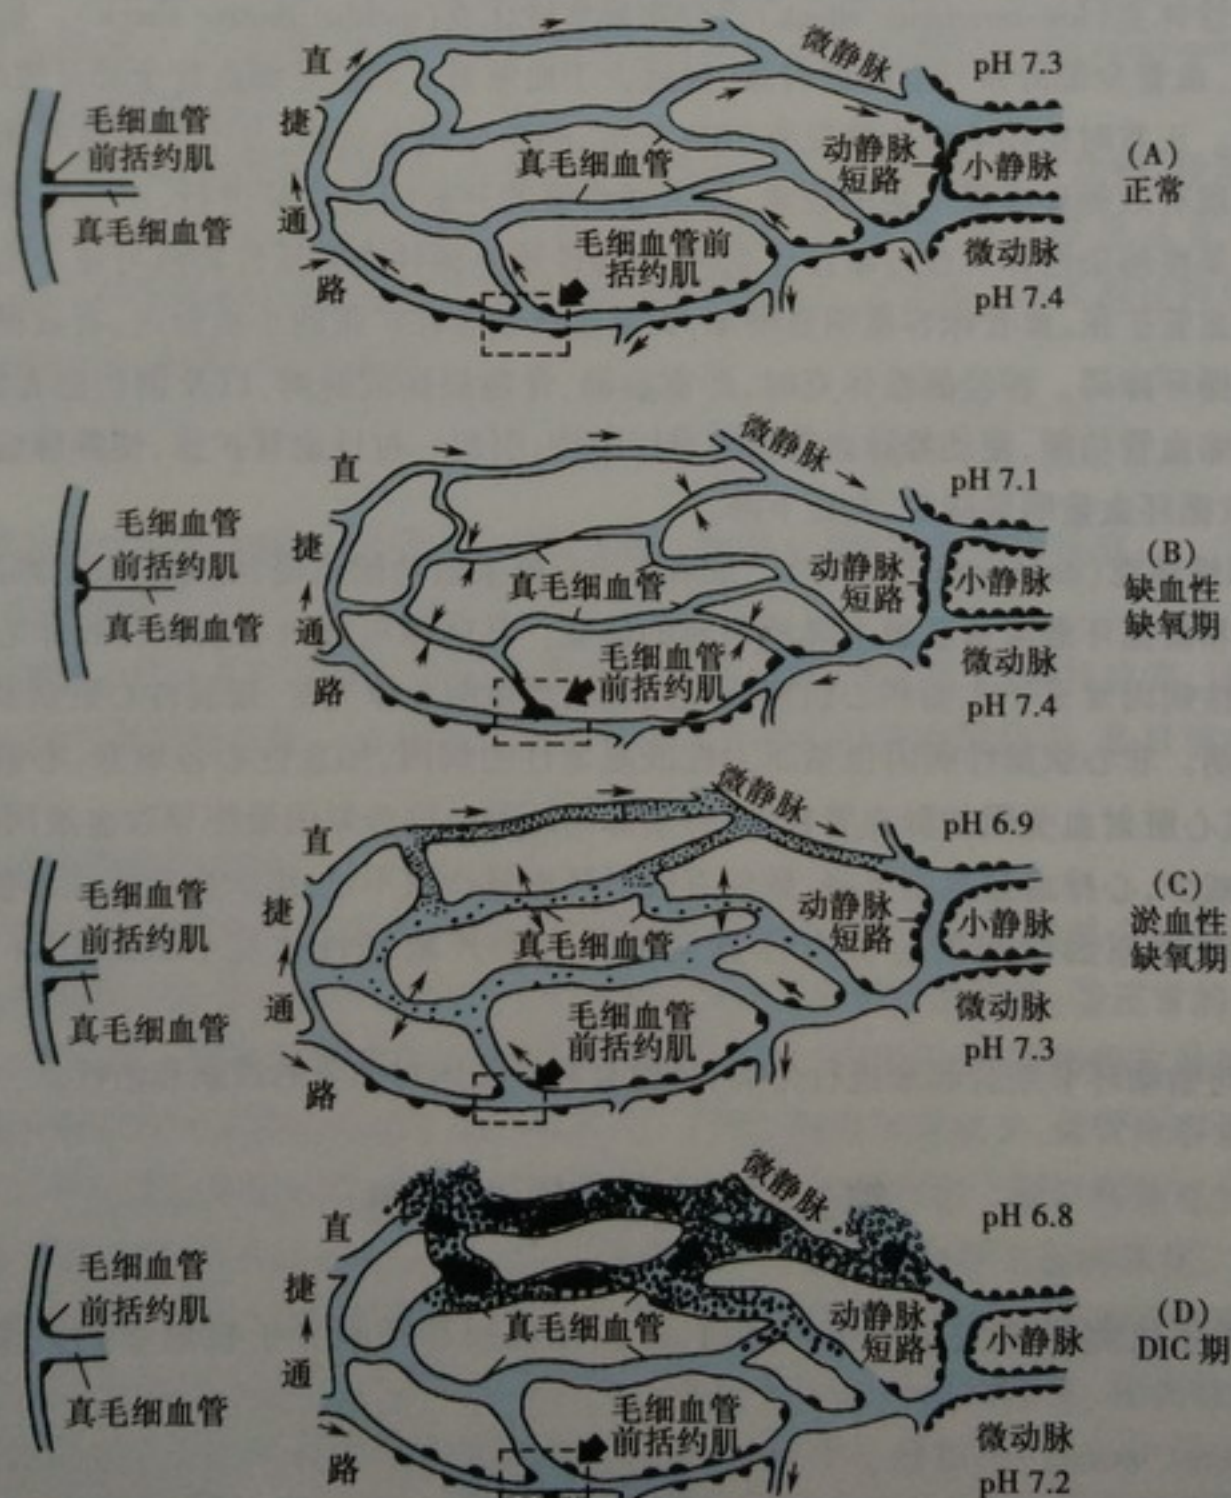 直
捷
通
路
毛细血管
前括约肌
真毛细血管
真毛细血管
毛细血管前
括约肌
微静脉
动静脉
短路
小静脉
微动脉
pH 7.3
pH 7.4
(A)
正常
直
捷
通
路
毛细血管
前括约肌
真毛细血管
真毛细血管
毛细血管
前括约肌
微静脉
动静脉
短路
小静脉
微动脉
pH 7.1
pH 7.4
(B)
缺血性
缺氧期
直
捷
通
路
毛细血管
前括约肌
真毛细血管
真毛细血管
毛细血管
前括约肌
微静脉
动静脉
短路
小静脉
微动脉
pH 6.9
pH 7.3
(C)
淤血性
缺氧期
直
捷
通
路
毛细血管
前括约肌
真毛细血管
真毛细血管
毛细血管
前括约肌
微静脉
动静脉
短路
小静脉
微动脉
pH 6.8
pH 7.2
(D)
DIC 期